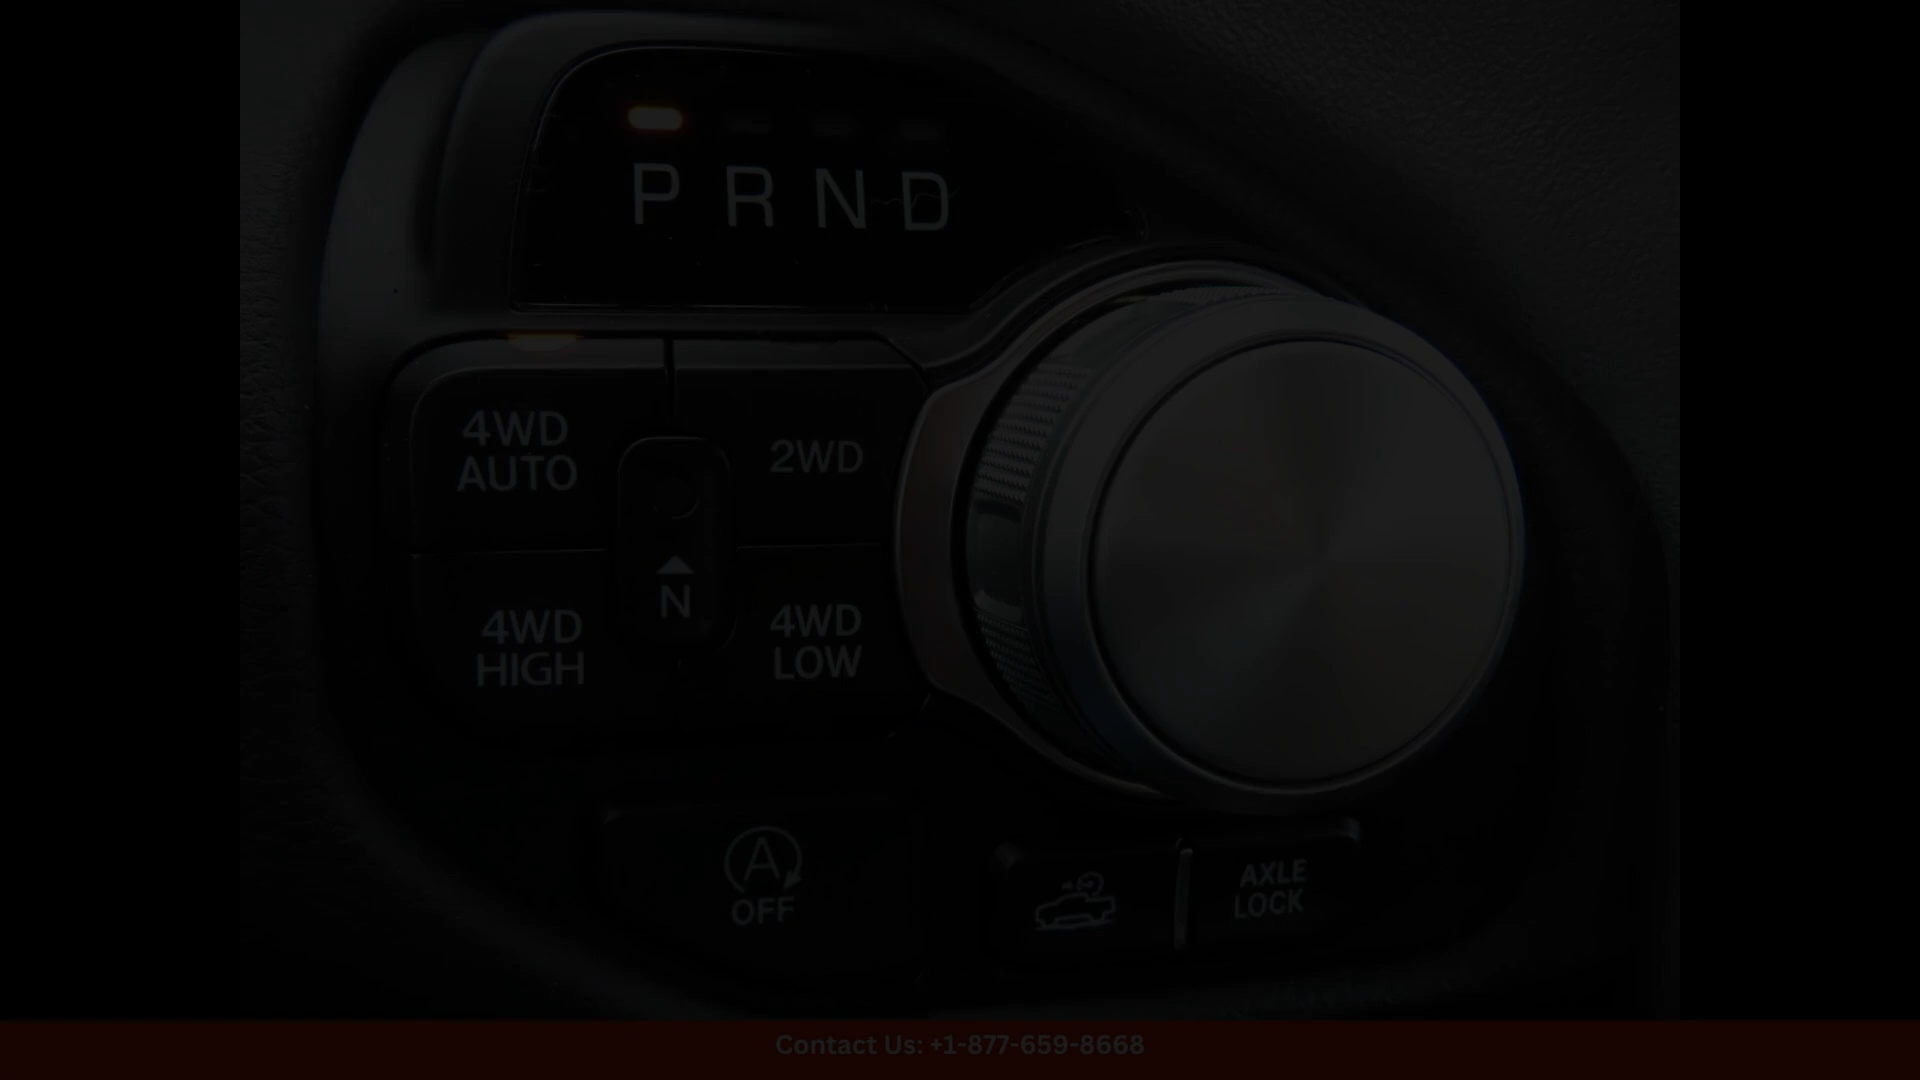 P R N D
4WD
AUTO
2WD
N
4WD
HIGH
4WD
LOW
A
OFF
AXLE
LOCK
Contact Us: +1-877-659-8668